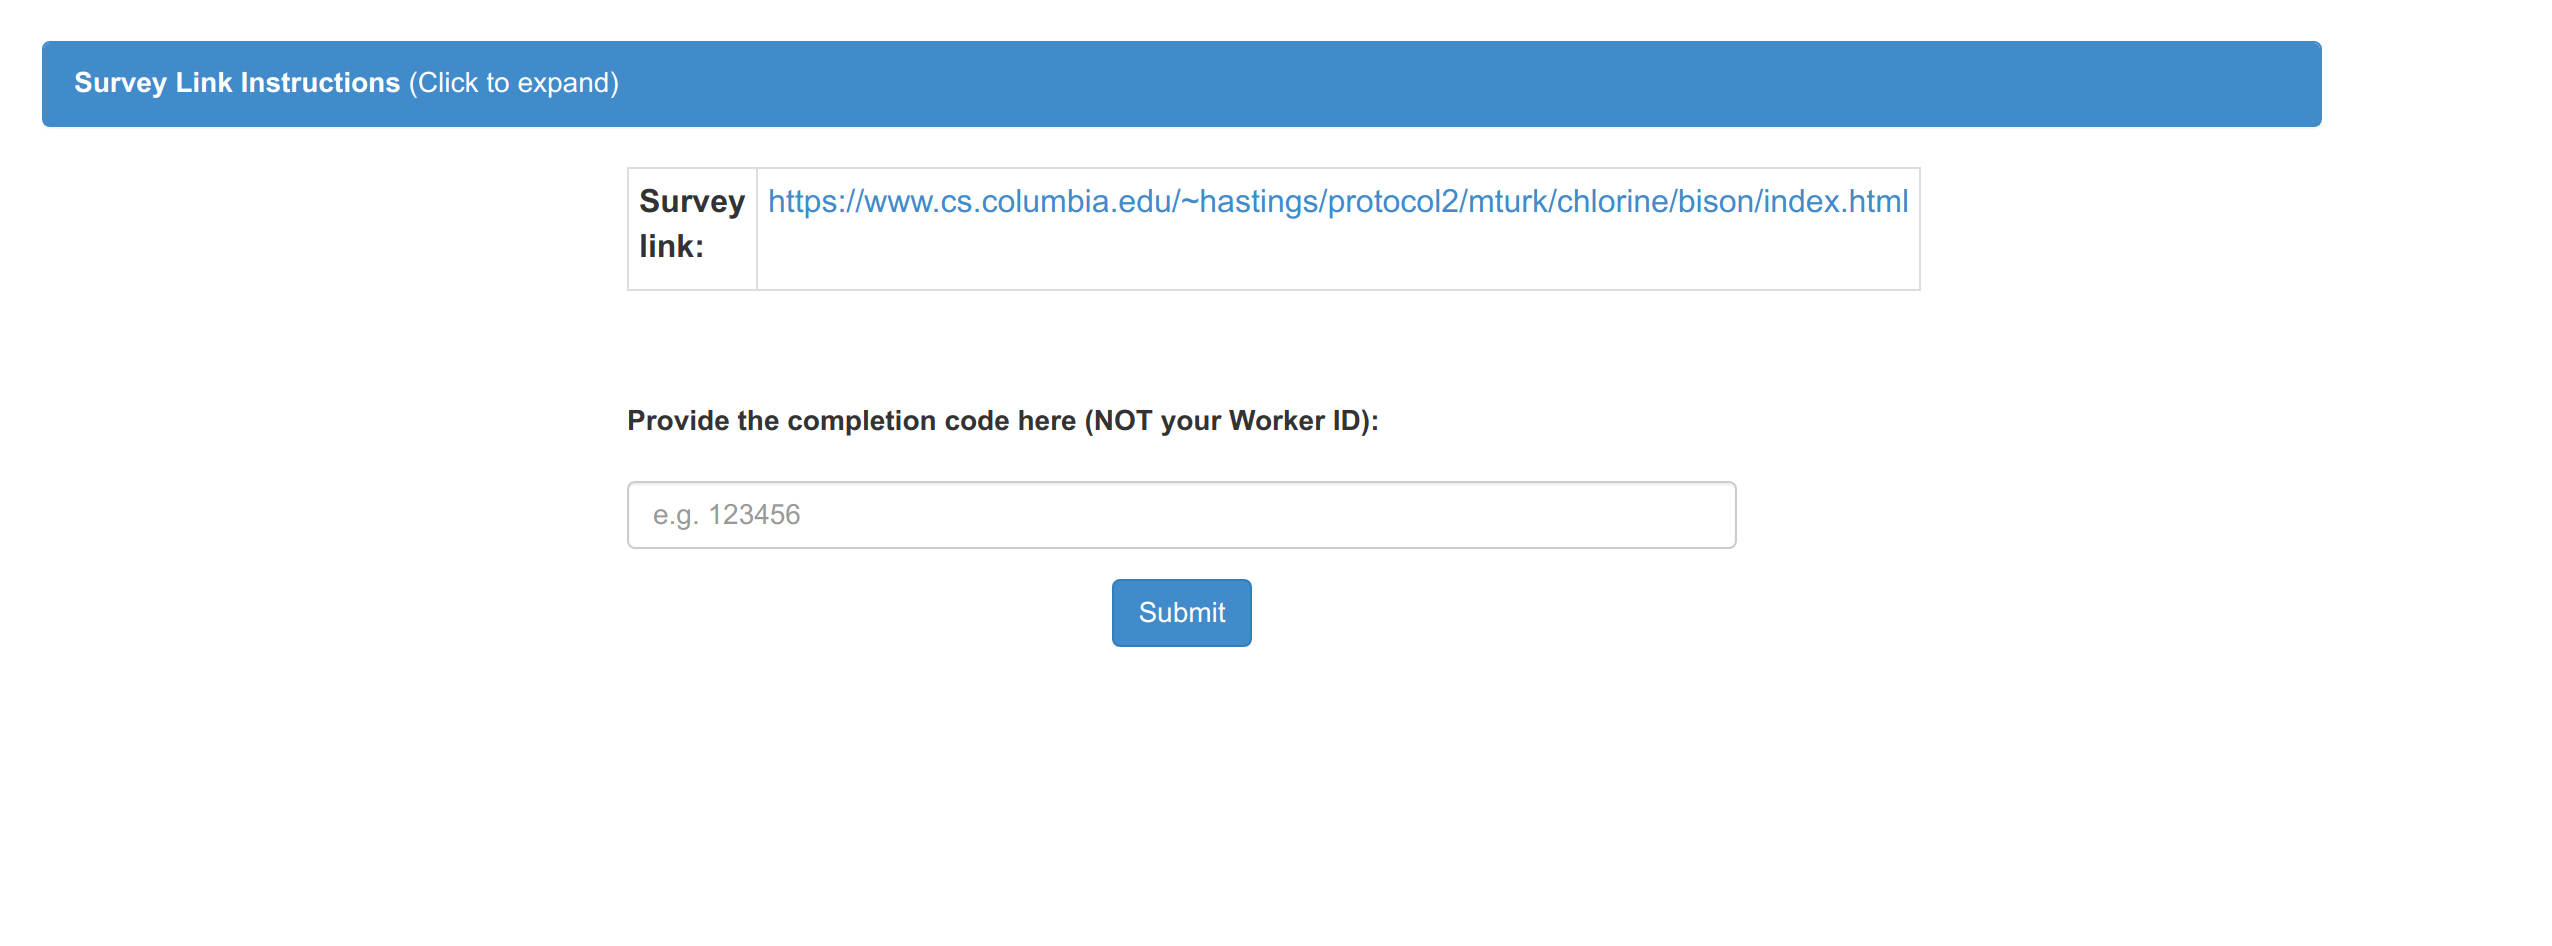 Survey Link Instructions (Click to expand)
Survey https://www.cs.columbia.edu/~hastings/protocol2/mturk/chlorine/bison/index.html
link:
Provide the completion code here (NOT your Worker ID):
e.g. 123456
Submit